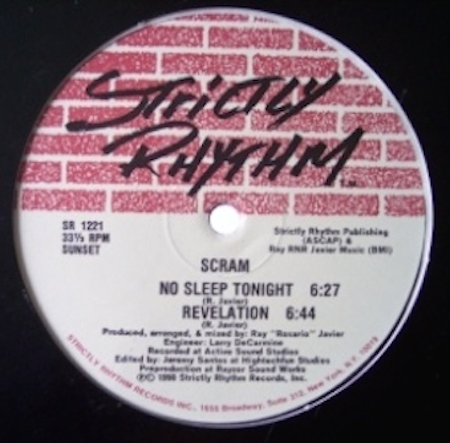 STRICTLY
RHYTHM
T.M.
SR 1221
33⅓ RPM
SUNSET
Strictly Rhythm Publishing
(ASCAP) &
Ray RNR Javier Music (BMI)
SCRAM
NO SLEEP TONIGHT 6:27
(R. Javier)
REVELATION 6:44
(R. Javier)
Produced, arranged, & mixed by: Ray "Rosario" Javier
Engineer: Larry DeCarmine
Recorded at Active Sound Studios
Edited by: Jeremy Santos at Hightechfun Studios
Preproduction at Raysor Sound Works
Strictly Rhythm Records, Inc.
STRICTLY RHYTHM RECORDS INC., 1650 Broadway, Suite 312, New York, N.Y. 10019